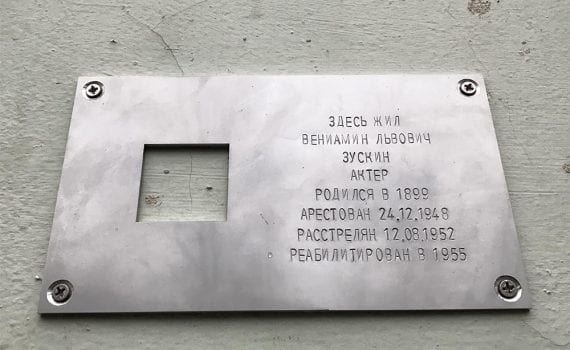 ЗДЕСЬ ЖИЛ
ВЕНИАМИН ЛЬВОВИЧ
ЗУСКИН
АКТЕР
РОДИЛСЯ В 1899
АРЕСТОВАН 24.12.1948
РАССТРЕЛЯН 12.08.1952
РЕАБИЛИТИРОВАН В 1955